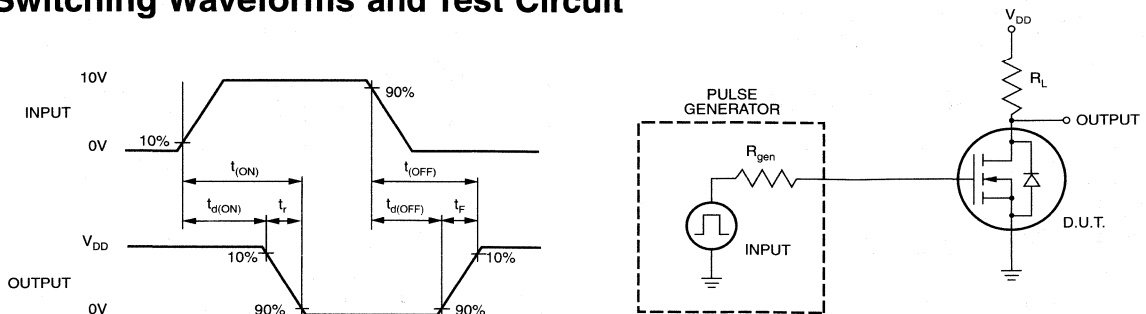 Switching Waveforms and Test Circuit
10V
INPUT
0V
10%
90%
t(ON)
t(OFF)
td(ON)
tr
td(OFF)
tF
VDD
10%
10%
OUTPUT
0V
90%
90%
VDD
RL
OUTPUT
PULSE
GENERATOR
Rgen
INPUT
D.U.T.